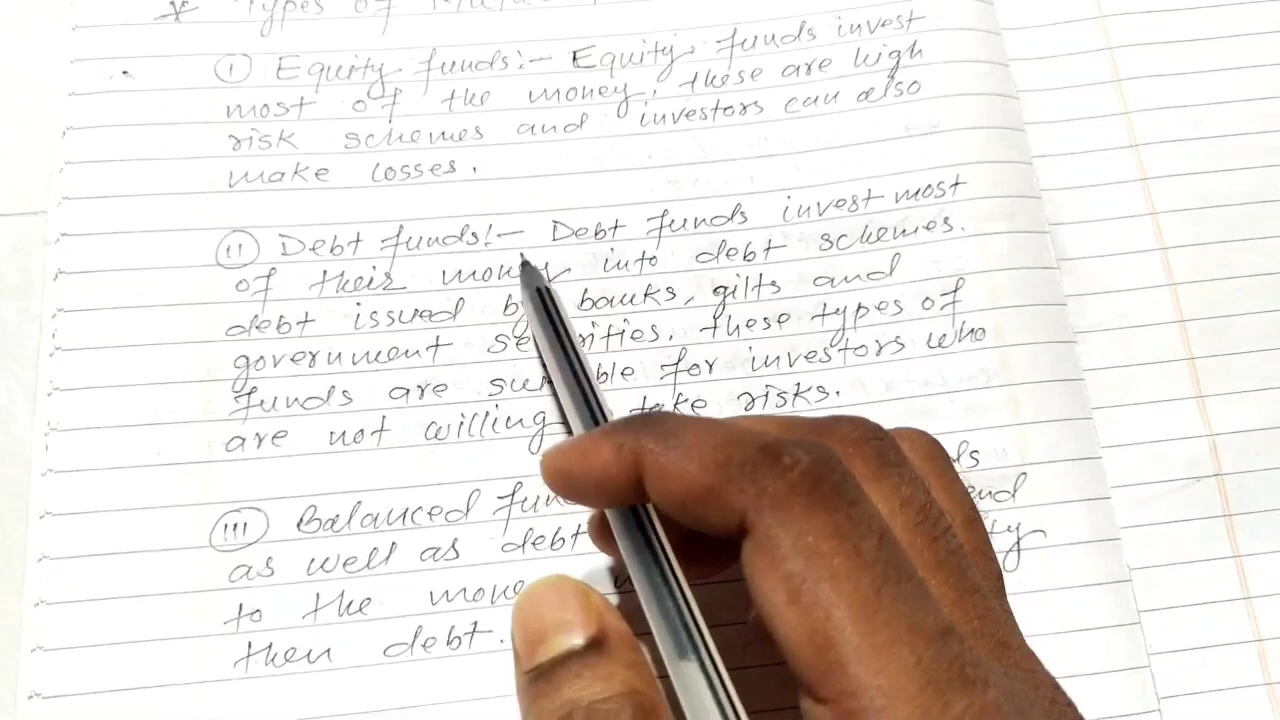 * Types of
(I) Equity funds:- Equity funds invest
most of the money, these are high
risk schemes and investors can also
make losses.
(II) Debt funds:- Debt funds invest most
of their money into debt schemes.
debt issued by banks, gilts and
government securities, these types of
funds are suitable for investors who
are not willing take risks.
(III) Balanced
as well as debt
to the
then debt.